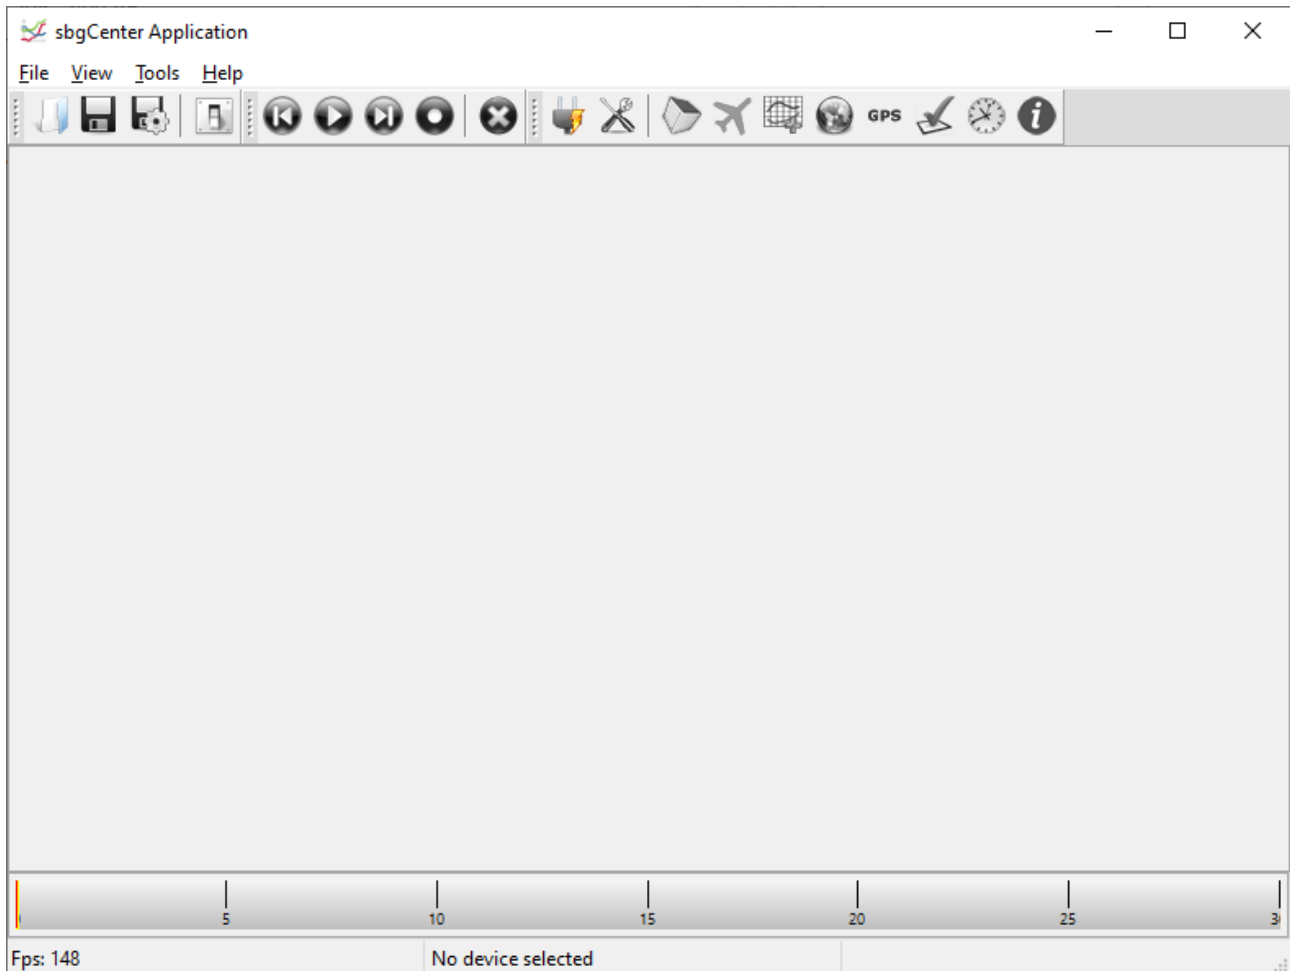 sbgCenter Application
File View Tools Help
GPS
5 10 15 20 25
Fps: 148 No device selected